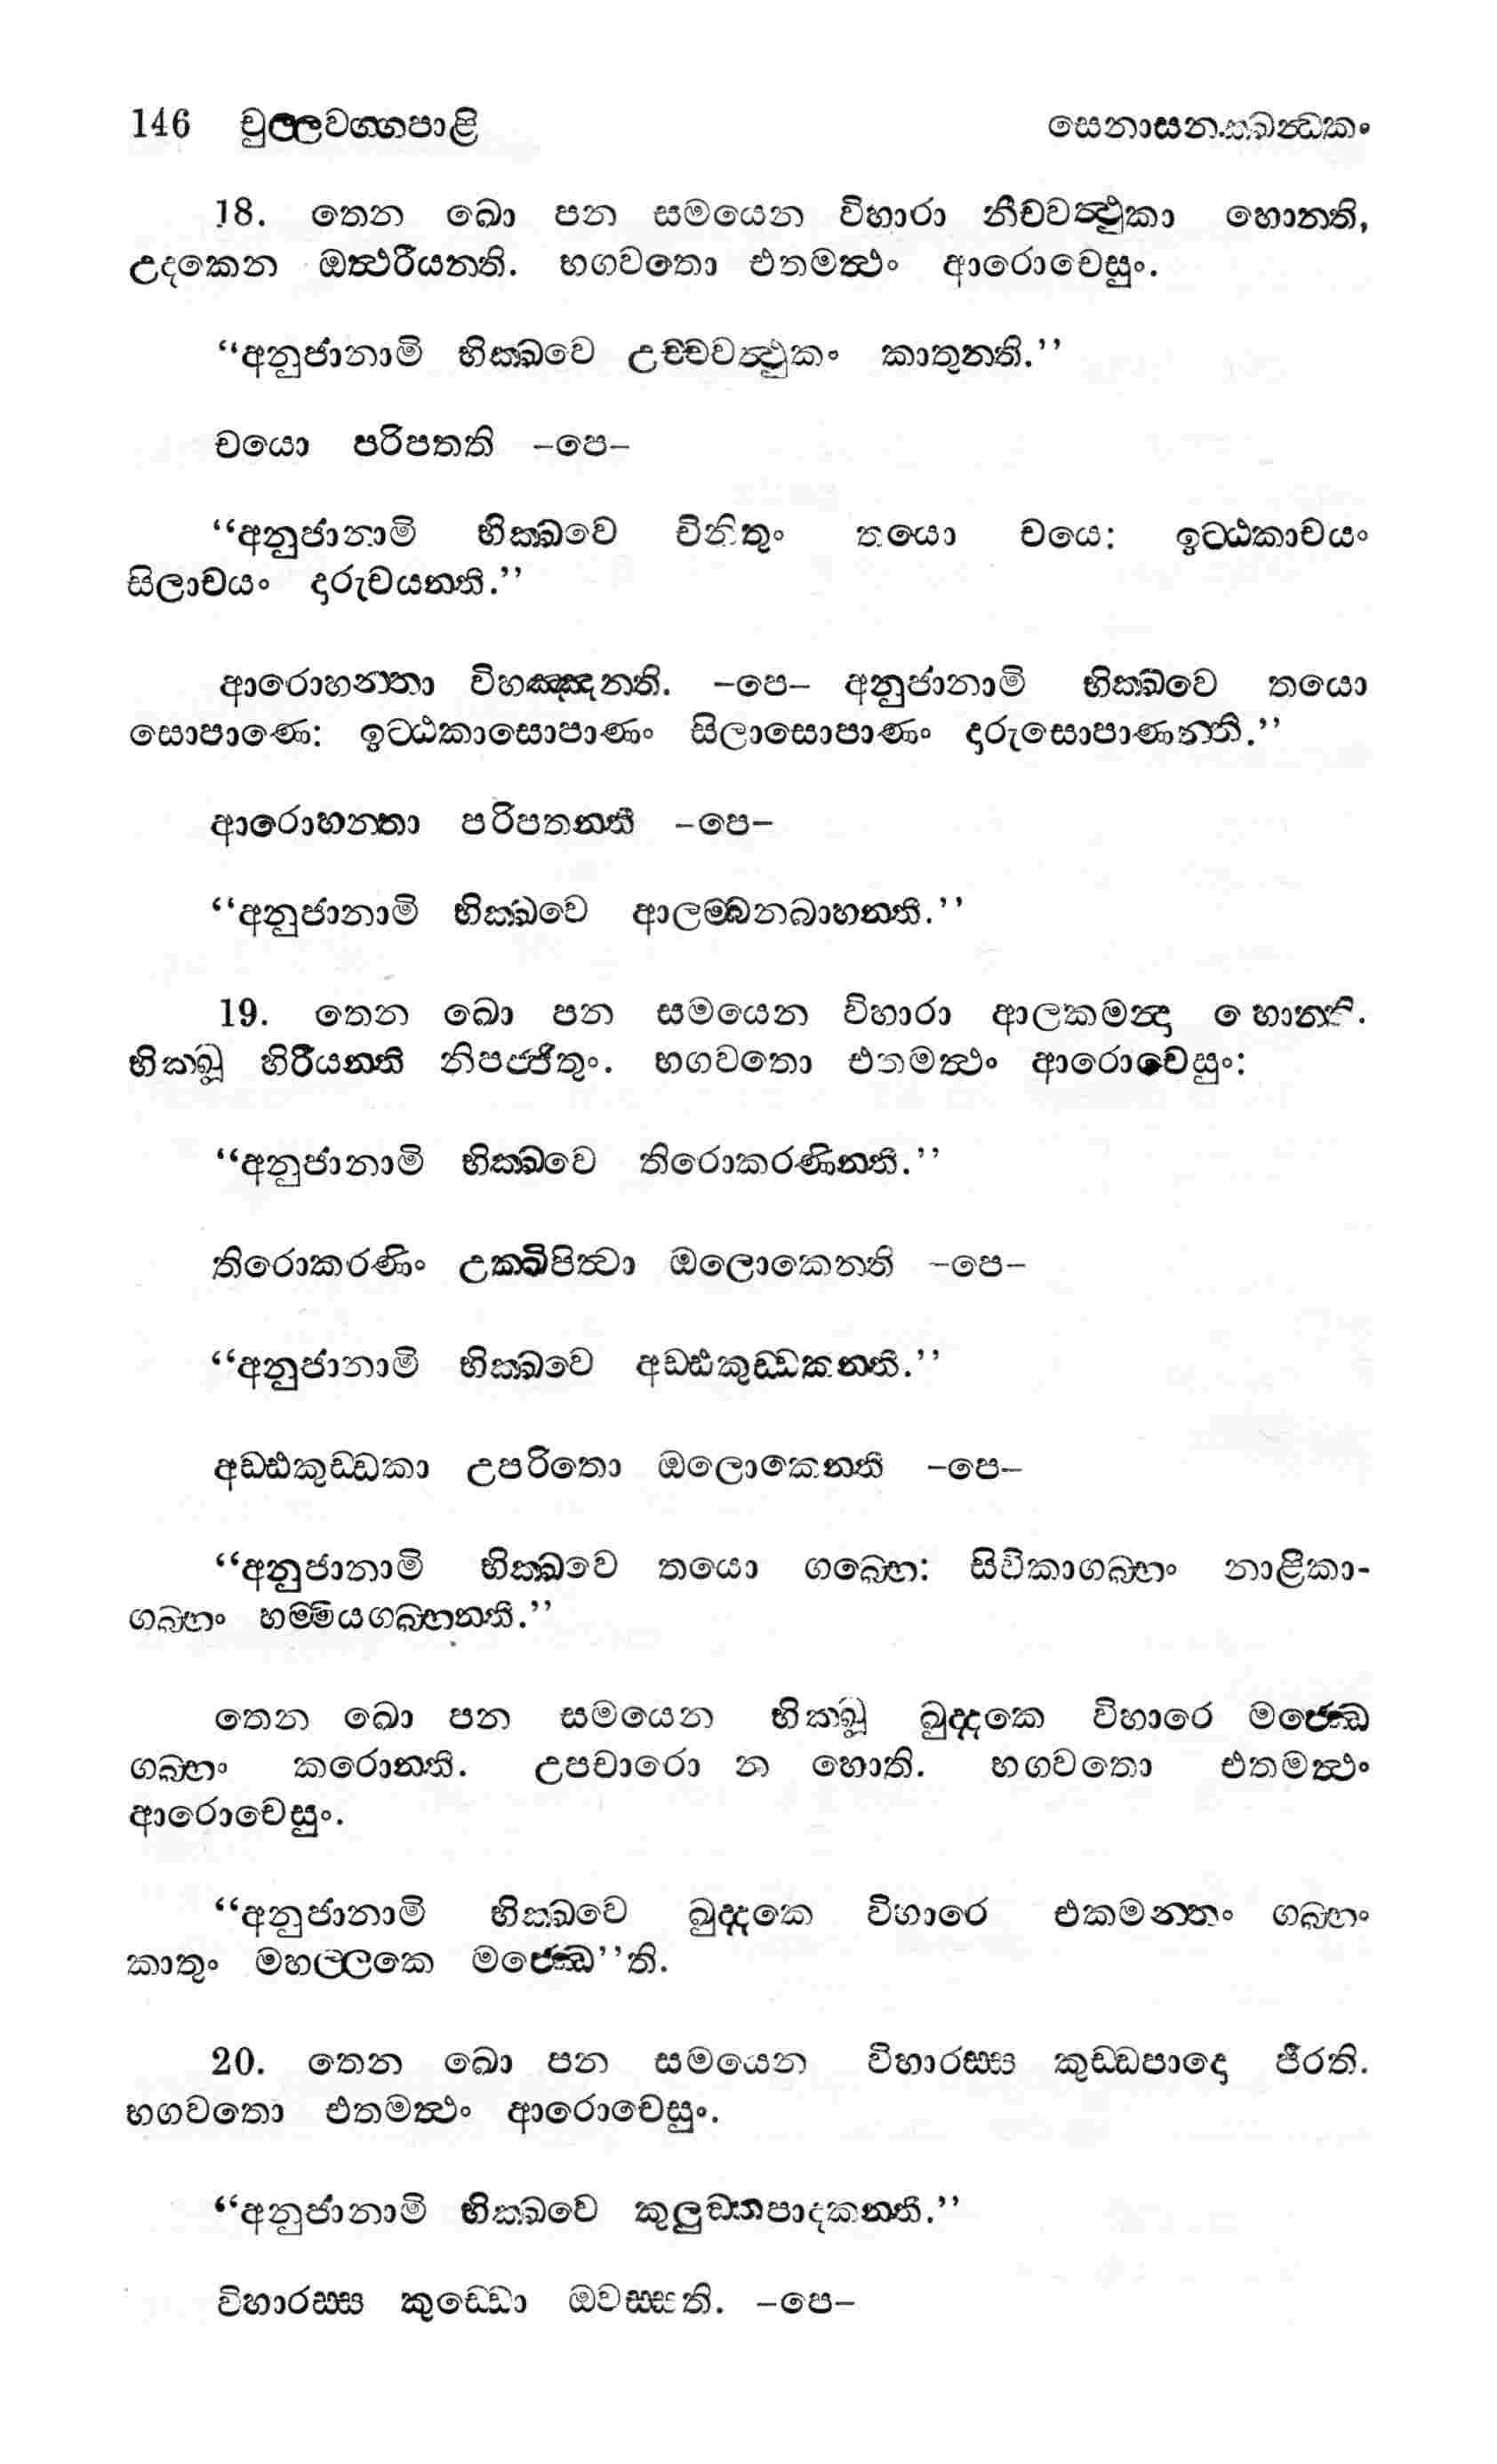 146 චුල්ලවග්ගපාළි සෙනාසන.ක්ඛන්ධකං
18. තෙන ඛො පන සමයෙන විහාරා නීචවත්ථුකා හොන්ති,
උදකෙන ඔත්ථරීයන්ති. භගවතො එතමත්ථං ආරොචෙසුං.
“අනුජානාමි භික්ඛවෙ උච්චවත්ථුකං කාතුන්ති.”
චයො පරිපතති –පෙ–
“අනුජානාමි භික්ඛවෙ චිනිතුං තයො චයෙ: ඉට්ඨකාචයං
සිලාචයං දාරුචයන්ති.”
ආරොහන්තා විහඤ්ඤන්ති. –පෙ– අනුජානාමි භික්ඛවෙ තයො
සොපාණෙ: ඉට්ඨකාසොපාණං සිලාසොපාණං දාරුසොපාණන්ති.”
ආරොහන්තා පරිපතන්ති –පෙ–
“අනුජානාමි භික්ඛවෙ ආලම්බනබාහන්ති.”
19. තෙන ඛො පන සමයෙන විහාරා ආලකමන්දා හොන්ති.
භික්ඛූ හිරීයන්ති නිපජ්ජිතුං. භගවතො එතමත්ථං ආරොචෙසුං:
“අනුජානාමි භික්ඛවෙ තිරොකරණින්ති.”
තිරොකරණිං උක්ඛිපිත්වා ඔලොකෙන්ති –පෙ–
“අනුජානාමි භික්ඛවෙ අඩ්ඪකුඩ්ඩකන්ති.”
අඩ්ඪකුඩ්ඩකා උපරිතො ඔලොකෙන්ති –පෙ–
“අනුජානාමි භික්ඛවෙ තයො ගබ්භෙ: සිවිකාගබ්භං නාළිකා-
ගබ්භං හම්මියගබ්භන්ති.”
තෙන ඛො පන සමයෙන භික්ඛූ ඛුද්දකෙ විහාරෙ මජ්ඣෙ
ගබ්භං කරොන්ති. උපචාරො න හොති. භගවතො එතමත්ථං
ආරොචෙසුං.
“අනුජානාමි භික්ඛවෙ ඛුද්දකෙ විහාරෙ එකමන්තං ගබ්භං
කාතුං මහල්ලකෙ මජ්ඣෙ”ති.
20. තෙන ඛො පන සමයෙන විහාරස්ස කුඩ්ඩපාදො ජීරති.
භගවතො එතමත්ථං ආරොචෙසුං.
“අනුජානාමි භික්ඛවෙ කුලුඞ්කපාදකන්ති.”
විහාරස්ස කුඩ්ඩො ඔවස්සති. –පෙ–